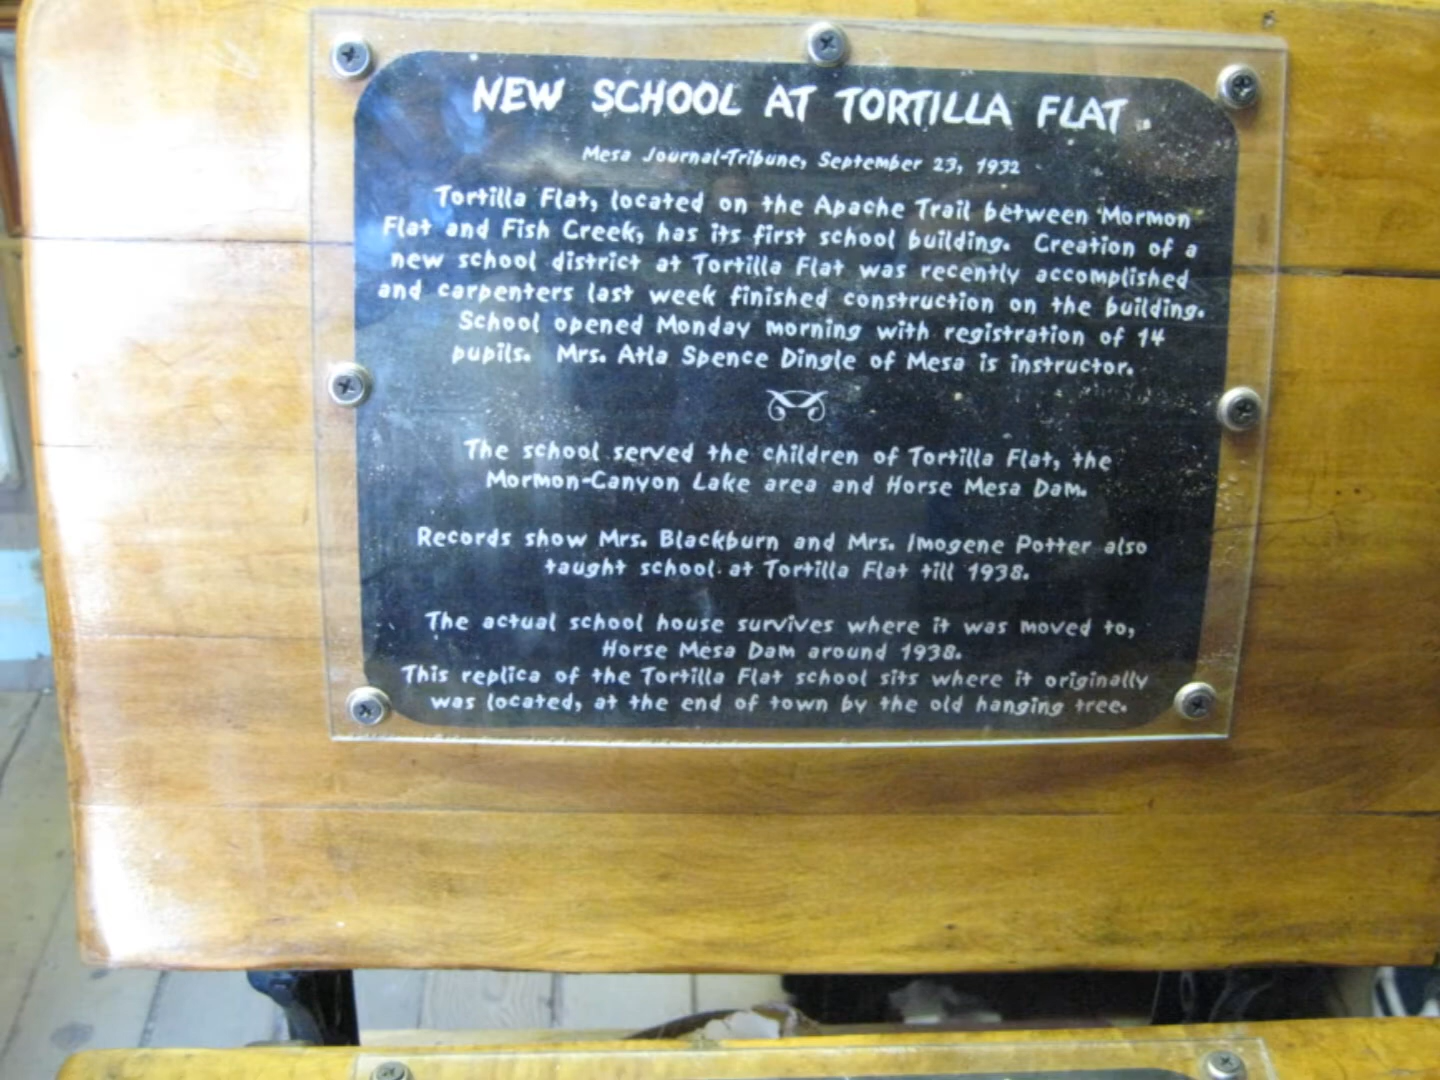 NEW SCHOOL AT TORTILLA FLAT
Mesa Journal-Tribune, September 23, 1932
Tortilla Flat, located on the Apache Trail between Mormon
Flat and Fish Creek, has its first school building. Creation of a
new school district at Tortilla Flat was recently accomplished
and carpenters last week finished construction on the building.
School opened Monday morning with registration of 14
pupils. Mrs. Atla Spence Dingle of Mesa is instructor.
The school served the children of Tortilla Flat, the
Mormon-Canyon Lake area and Horse Mesa Dam.
Records show Mrs. Blackburn and Mrs. Imogene Potter also
taught school at Tortilla Flat till 1938.
The actual school house survives where it was moved to,
Horse Mesa Dam around 1938.
This replica of the Tortilla Flat school sits where it originally
was located, at the end of town by the old hanging tree.